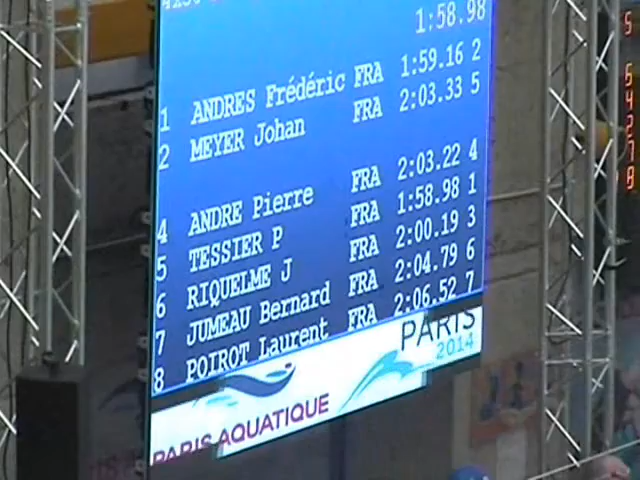 1:58.98
1 ANDRES Frédéric FRA 1:59.16 2
2 MEYER Johan FRA 2:03.33 5
4 ANDRE Pierre FRA 2:03.22 4
5 TESSIER P FRA 1:58.98 1
6 RIQUELME J FRA 2:00.19 3
7 JUMEAU Bernard FRA 2:04.79 6
8 POIROT Laurent FRA 2:06.52 7
PARIS
2014
PARIS AQUATIQUE